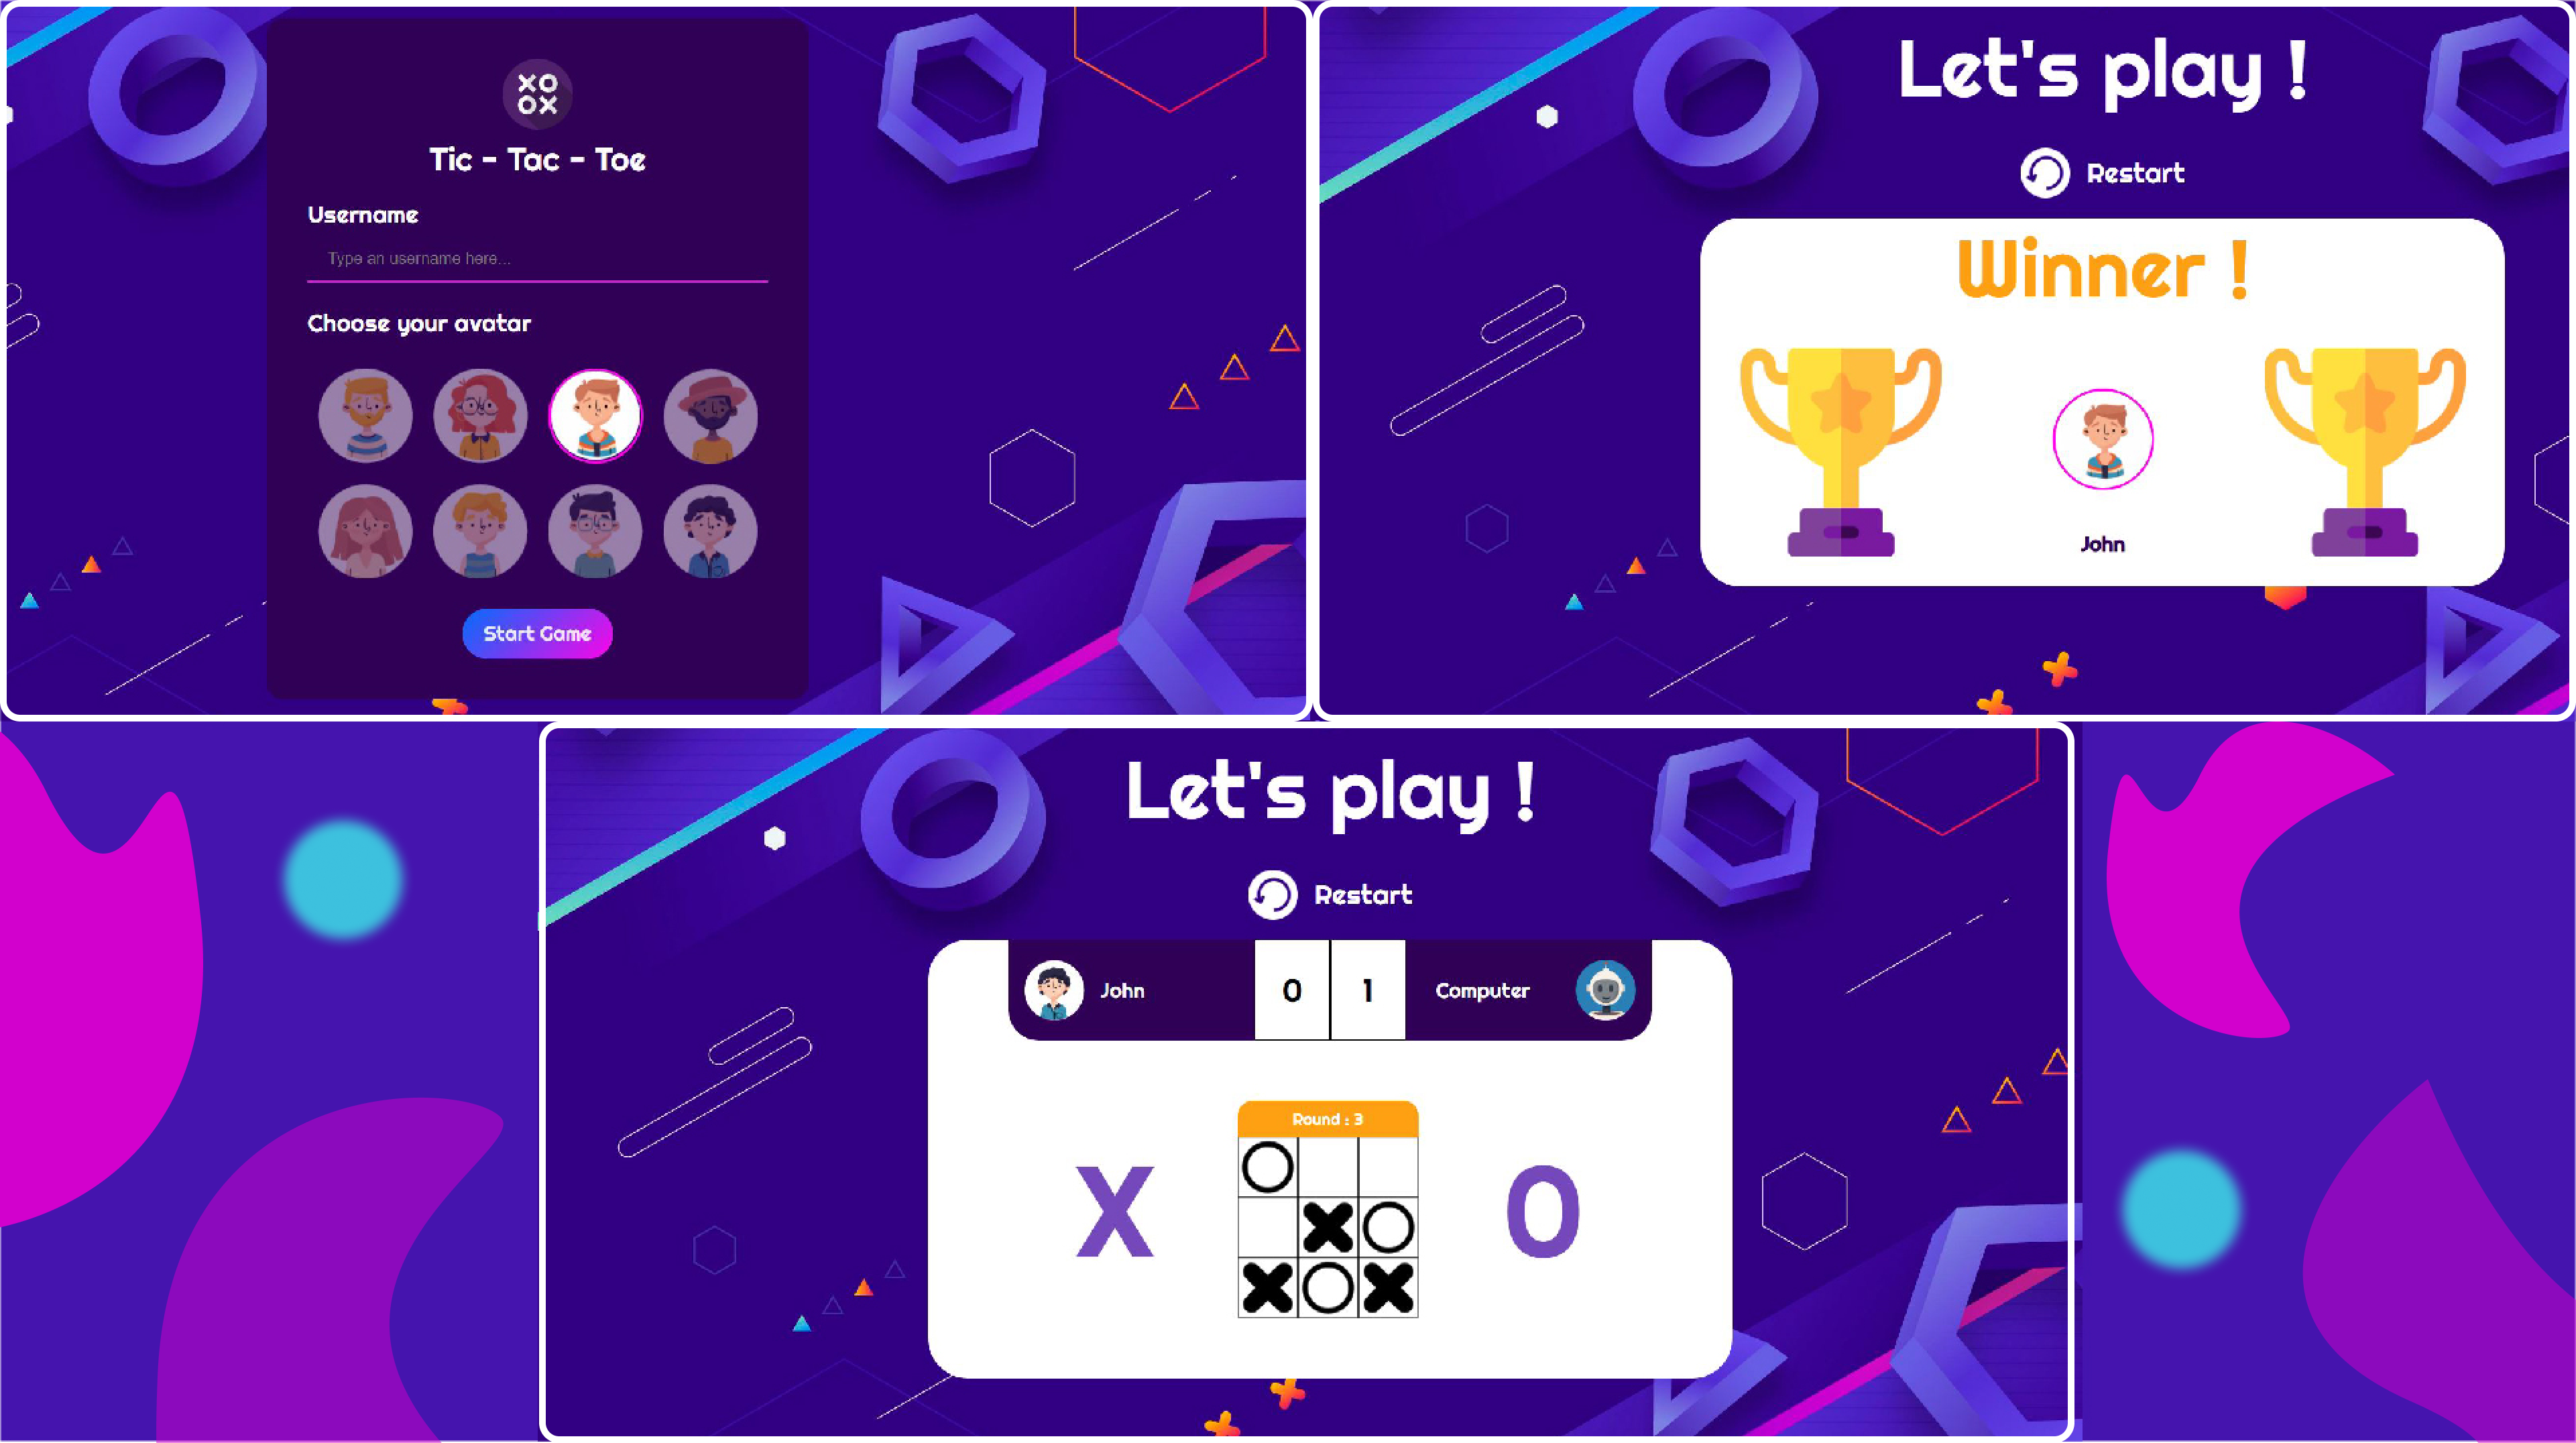 XO
OX
Tic - Tac - Toe
Username
Type an username here...
Choose your avatar
Start Game
Let's play !
Restart
Winner !
John
Let's play !
Restart
John
0
1
Computer
Round : 3
X
O